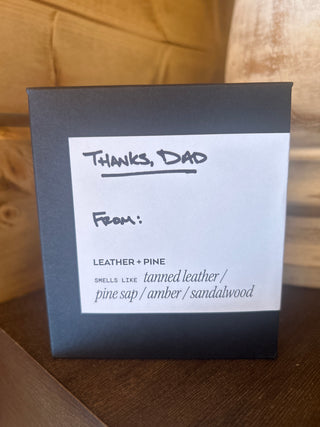 THANKS, DAD
FROM:
LEATHER + PINE
SMELLS LIKE tanned leather /
pine sap / amber / sandalwood